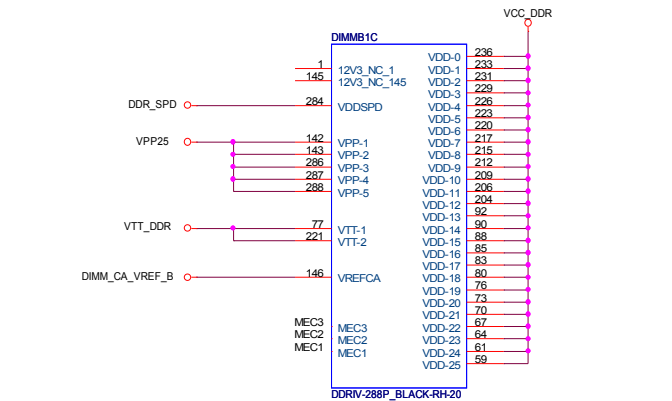 VCC_DDR
DIMMB1C
1 12V3_NC_1
145 12V3_NC_145
DDR_SPD 284 VDDSPD
VPP25 142 VPP-1
143 VPP-2
286 VPP-3
287 VPP-4
288 VPP-5
VTT_DDR 77 VTT-1
221 VTT-2
DIMM_CA_VREF_B 146 VREFCA
MEC3 MEC3
MEC2 MEC2
MEC1 MEC1
VDD-0 236
VDD-1 233
VDD-2 231
VDD-3 229
VDD-4 226
VDD-5 223
VDD-6 220
VDD-7 217
VDD-8 215
VDD-9 212
VDD-10 209
VDD-11 206
VDD-12 204
VDD-13 92
VDD-14 90
VDD-15 88
VDD-16 85
VDD-17 83
VDD-18 80
VDD-19 76
VDD-20 73
VDD-21 70
VDD-22 67
VDD-23 64
VDD-24 61
VDD-25 59
DDRIV-288P_BLACK-RH-20